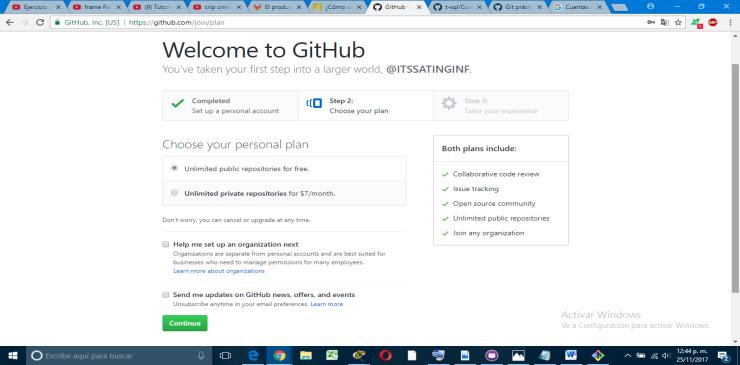 Ejercicio
frame Re
(9) Tutori
crip crimi
El produc
¿Cómo c
GitHub
t-sql/Cur
Git práct
Cuentas
GitHub, Inc. [US] | https://github.com/join/plan
Welcome to GitHub
You've taken your first step into a larger world, @ITSSATINGINF.
Completed
Set up a personal account
Step 2:
Choose your plan
Step 3:
Tailor your experience
Choose your personal plan
Unlimited public repositories for free.
Unlimited private repositories for $7/month.
Don't worry, you can cancel or upgrade at any time.
Both plans include:
Collaborative code review
Issue tracking
Open source community
Unlimited public repositories
Join any organization
Help me set up an organization next
Organizations are separate from personal accounts and are best suited for
businesses who need to manage permissions for many employees.
Learn more about organizations
Send me updates on GitHub news, offers, and events
Unsubscribe anytime in your email preferences. Learn more
Continue
Activar Windows
Ve a Configuración para activar Windows.
Escribe aquí para buscar
12:44 p. m.
25/11/2017